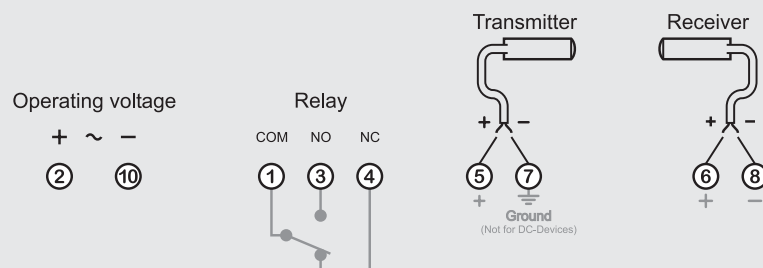 Transmitter
Receiver
Operating voltage
Relay
+ ~ −
COM NO NC
+ −
+ −
2 10
1 3 4
5 7
6 8
+
+ −
Ground
(Not for DC-Devices)